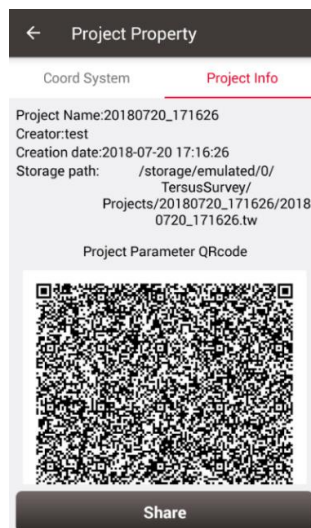 Project Property
Coord System Project Info
Project Name:20180720_171626
Creator:test
Creation date:2018-07-20 17:16:26
Storage path: /storage/emulated/0/
TersusSurvey/
Projects/20180720_171626/2018
0720_171626.tw
Project Parameter QRcode
Share